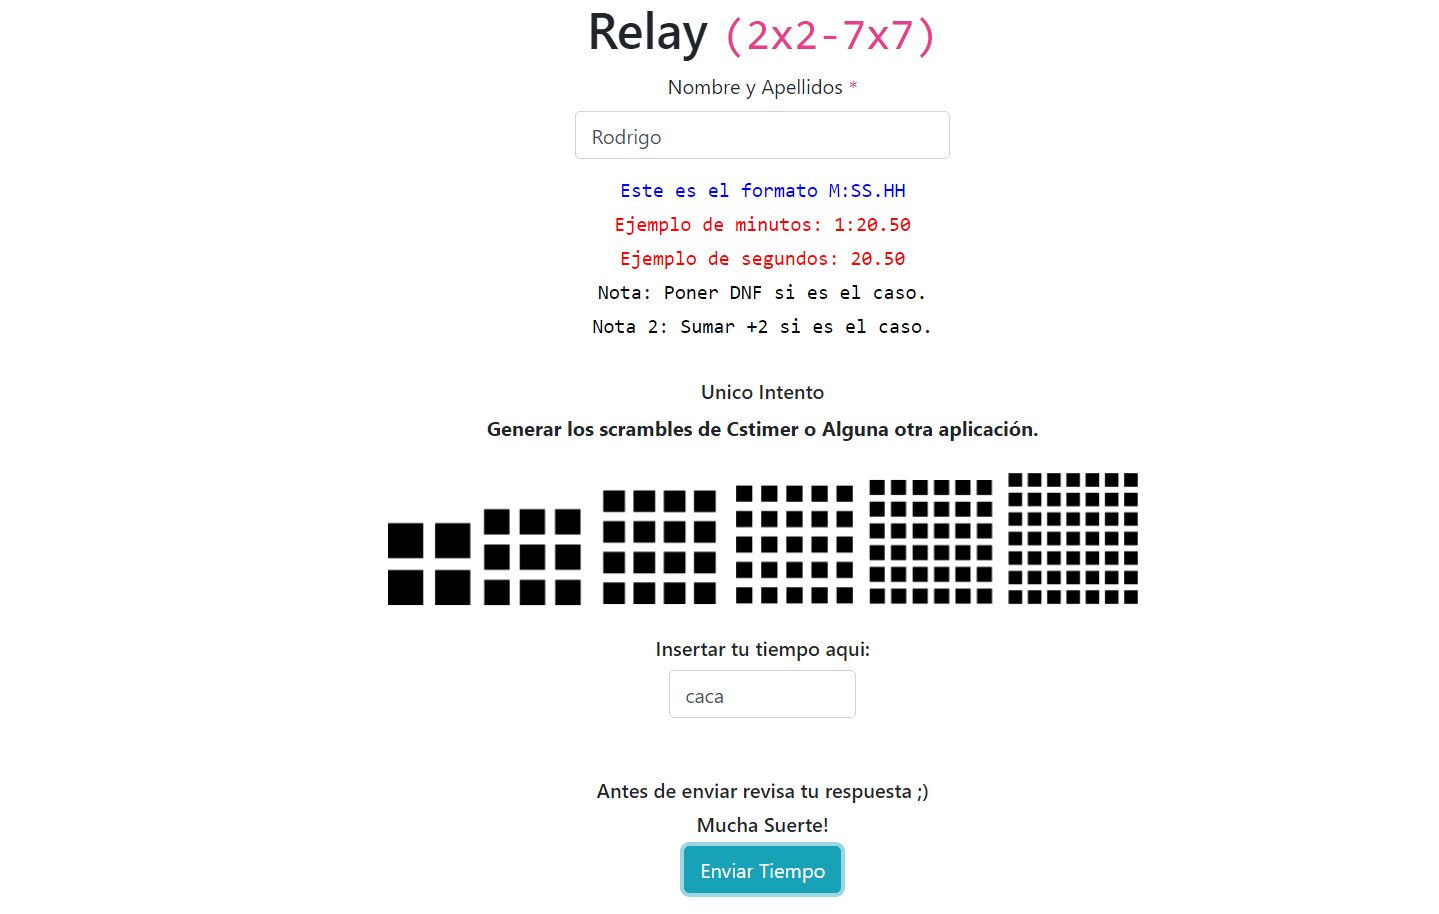 Relay (2x2-7x7)
Nombre y Apellidos *
Rodrigo
Este es el formato M:SS.HH
Ejemplo de minutos: 1:20.50
Ejemplo de segundos: 20.50
Nota: Poner DNF si es el caso.
Nota 2: Sumar +2 si es el caso.
Unico Intento
Generar los scrambles de Cstimer o Alguna otra aplicación.
Insertar tu tiempo aqui:
caca
Antes de enviar revisa tu respuesta ;)
Mucha Suerte!
Enviar Tiempo